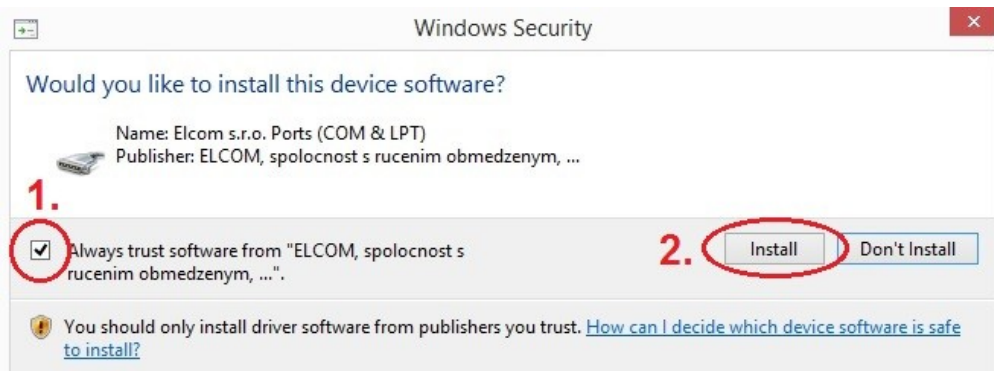 Windows Security
Would you like to install this device software?
Name: Elcom s.r.o. Ports (COM & LPT)
Publisher: ELCOM, spolocnost s rucenim obmedzenym, ...
1.
Always trust software from "ELCOM, spolocnost s
rucenim obmedzenym, ...".
2.
Install
Don't Install
You should only install driver software from publishers you trust. How can I decide which device software is safe
to install?